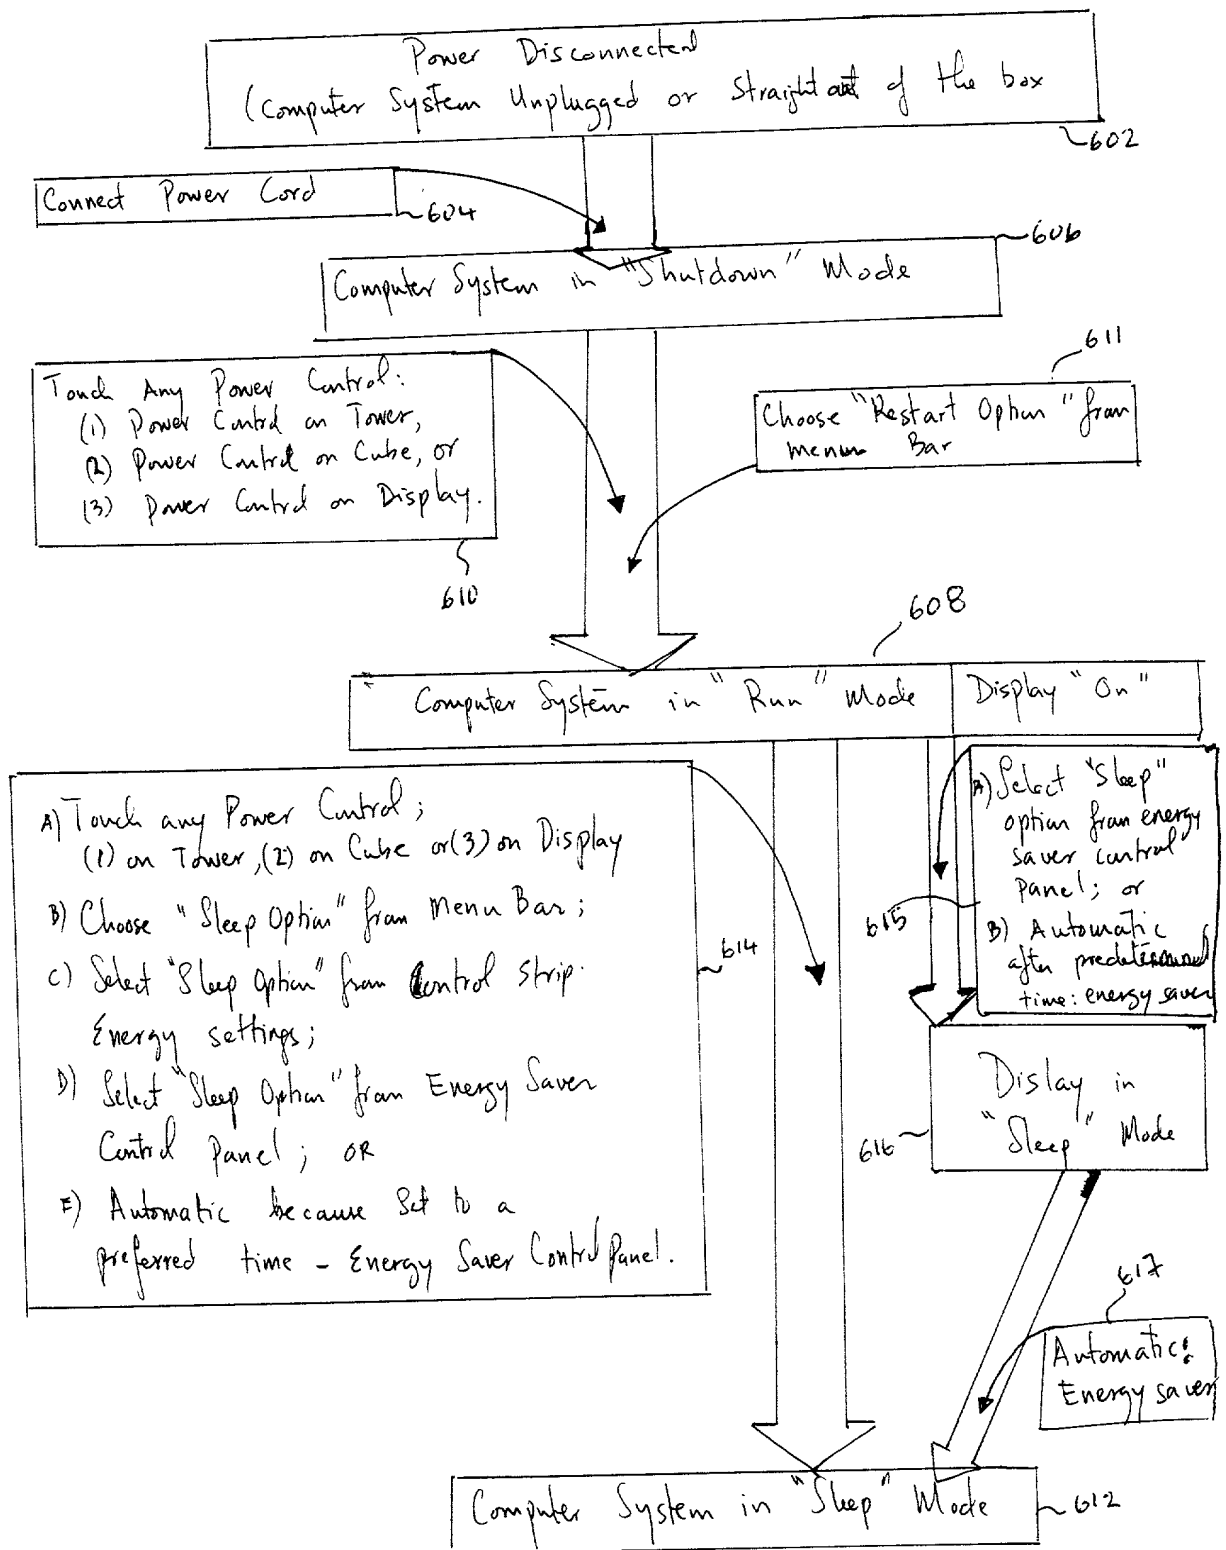 Power Disconnected
(Computer System Unplugged or Straight out of the box
602
Connect Power Cord
604
606
Computer System in "Shutdown" Mode
611
Touch Any Power Control:
(1) Power Control on Tower,
(2) Power Control on Cube, or
(3) Power Control on Display.
610
Choose "Restart Option" from
menu Bar
608
Computer System in "Run" Mode
Display "On"
A) Touch any Power Control;
(1) on Tower, (2) on Cube or (3) on Display
B) Choose "Sleep Option" from Menu Bar;
C) Select "Sleep Option" from Control Strip
Energy settings;
D) Select "Sleep Option" from Energy Saver
Control Panel; OR
E) Automatic because Set to a
preferred time - Energy Saver Control Panel.
614
A) Select "Sleep"
option from energy
saver control
panel; or
B) Automatic
after predetermined
time: energy saver
615
Dislay in
"Sleep" Mode
616
617
Automatic:
Energy saver
Computer System in "Sleep" Mode
612